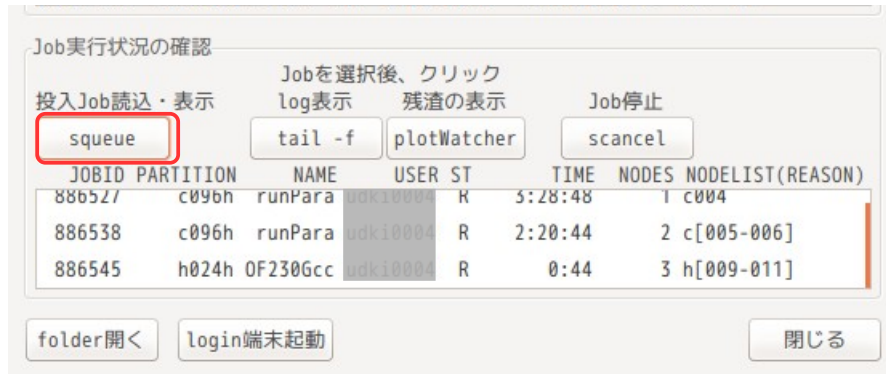 Job実行状況の確認
Jobを選択後、クリック
投入Job読込・表示 log表示 残渣の表示 Job停止
squeue tail -f plotWatcher scancel
JOBID PARTITION NAME USER ST TIME NODES NODELIST(REASON)
886527 c096h runPara udki0004 R 3:28:48 1 c004
886538 c096h runPara udki0004 R 2:20:44 2 c[005-006]
886545 h024h OF230Gcc udki0004 R 0:44 3 h[009-011]
folder開く login端末起動 閉じる